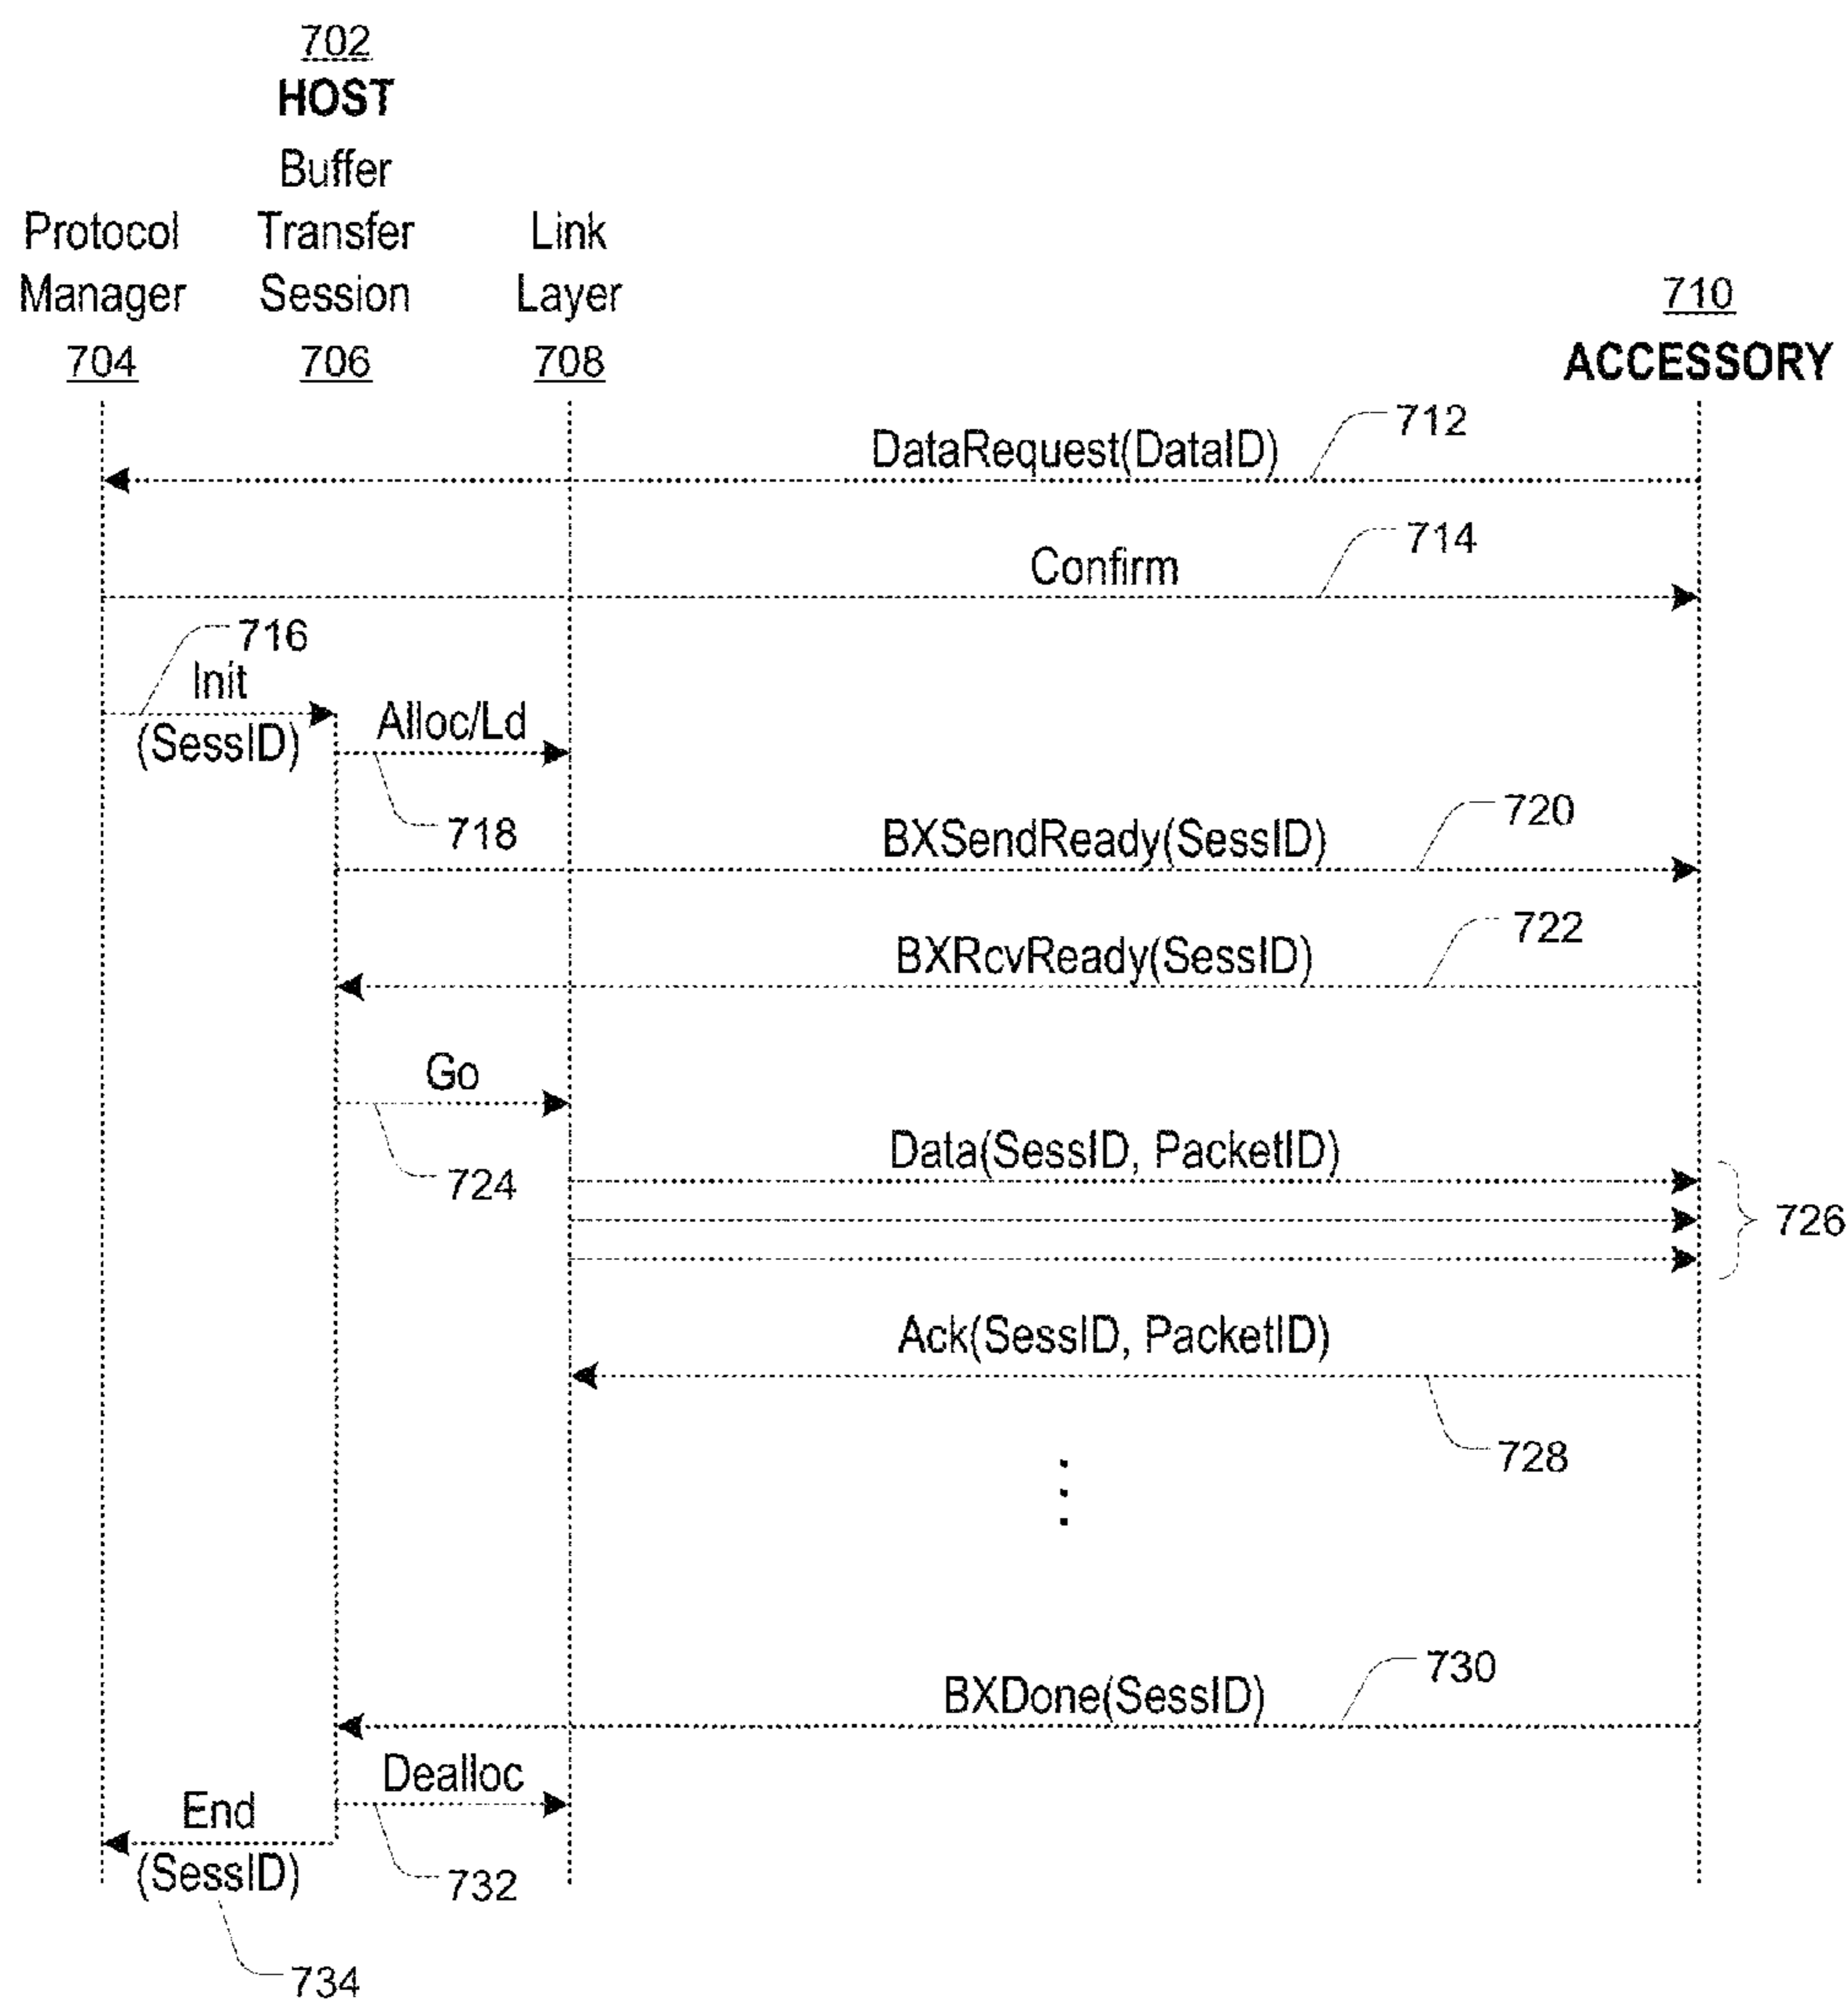 702
HOST
Buffer
Protocol Transfer Link
Manager Session Layer 710
704 706 708 ACCESSORY
712
DataRequest(DataID)
714
Confirm
716
Init
(SessID)
Alloc/Ld
718
720
BXSendReady(SessID)
722
BXRcvReady(SessID)
Go
724
Data(SessID, PacketID)
726
Ack(SessID, PacketID)
728
730
BXDone(SessID)
Dealloc
End
(SessID)
732
734